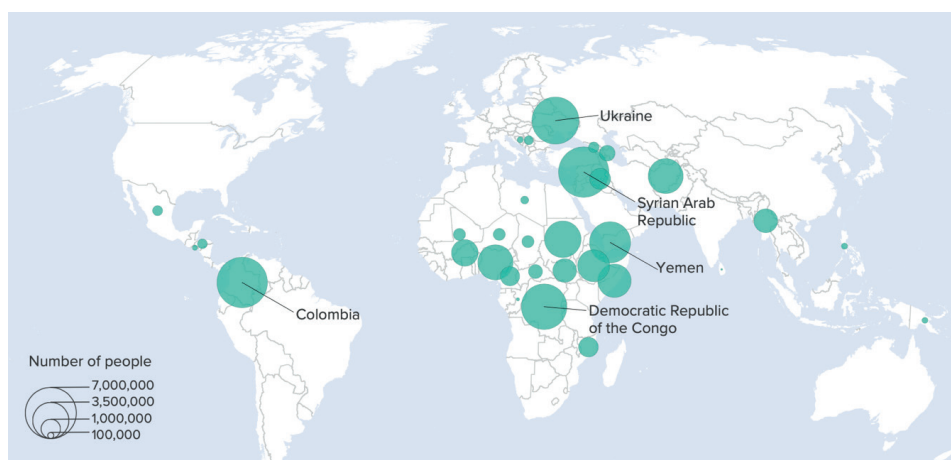 Ukraine
Syrian Arab
Republic
Yemen
Democratic Republic
of the Congo
Colombia
Number of people
7,000,000
3,500,000
1,000,000
100,000